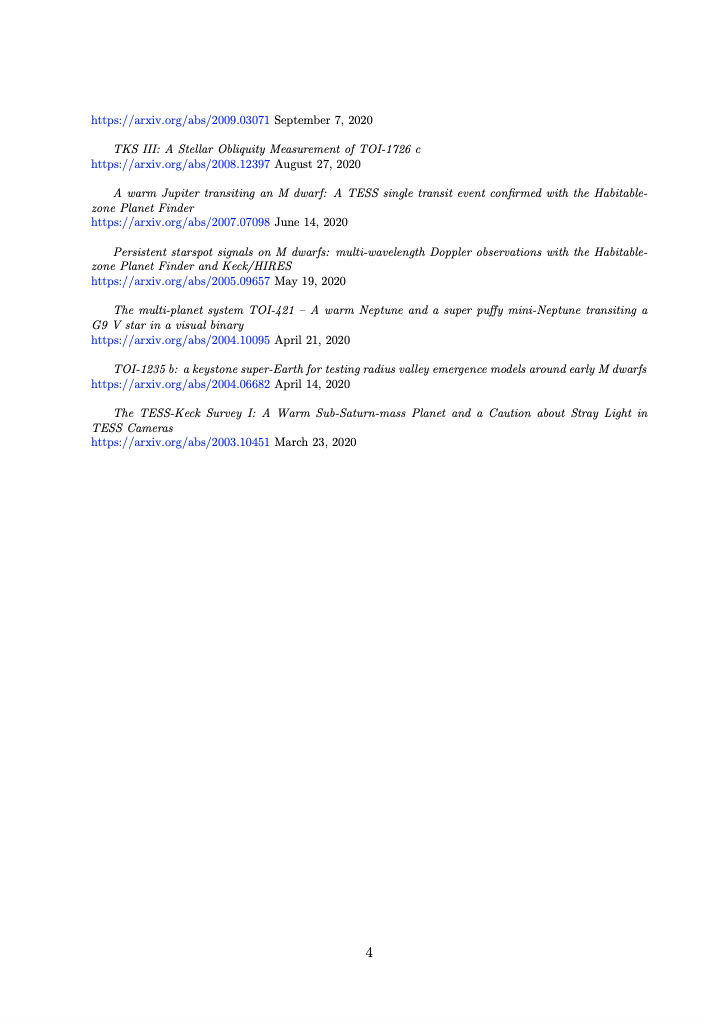 https://arxiv.org/abs/2009.03071 September 7, 2020
TKS III: A Stellar Obliquity Measurement of TOI-1726 c
https://arxiv.org/abs/2008.12397 August 27, 2020
A warm Jupiter transiting an M dwarf: A TESS single transit event confirmed with the Habitable-
zone Planet Finder
https://arxiv.org/abs/2007.07098 June 14, 2020
Persistent starspot signals on M dwarfs: multi-wavelength Doppler observations with the Habitable-
zone Planet Finder and Keck/HIRES
https://arxiv.org/abs/2005.09657 May 19, 2020
The multi-planet system TOI-421 – A warm Neptune and a super puffy mini-Neptune transiting a
G9 V star in a visual binary
https://arxiv.org/abs/2004.10095 April 21, 2020
TOI-1235 b: a keystone super-Earth for testing radius valley emergence models around early M dwarfs
https://arxiv.org/abs/2004.06682 April 14, 2020
The TESS-Keck Survey I: A Warm Sub-Saturn-mass Planet and a Caution about Stray Light in
TESS Cameras
https://arxiv.org/abs/2003.10451 March 23, 2020
4